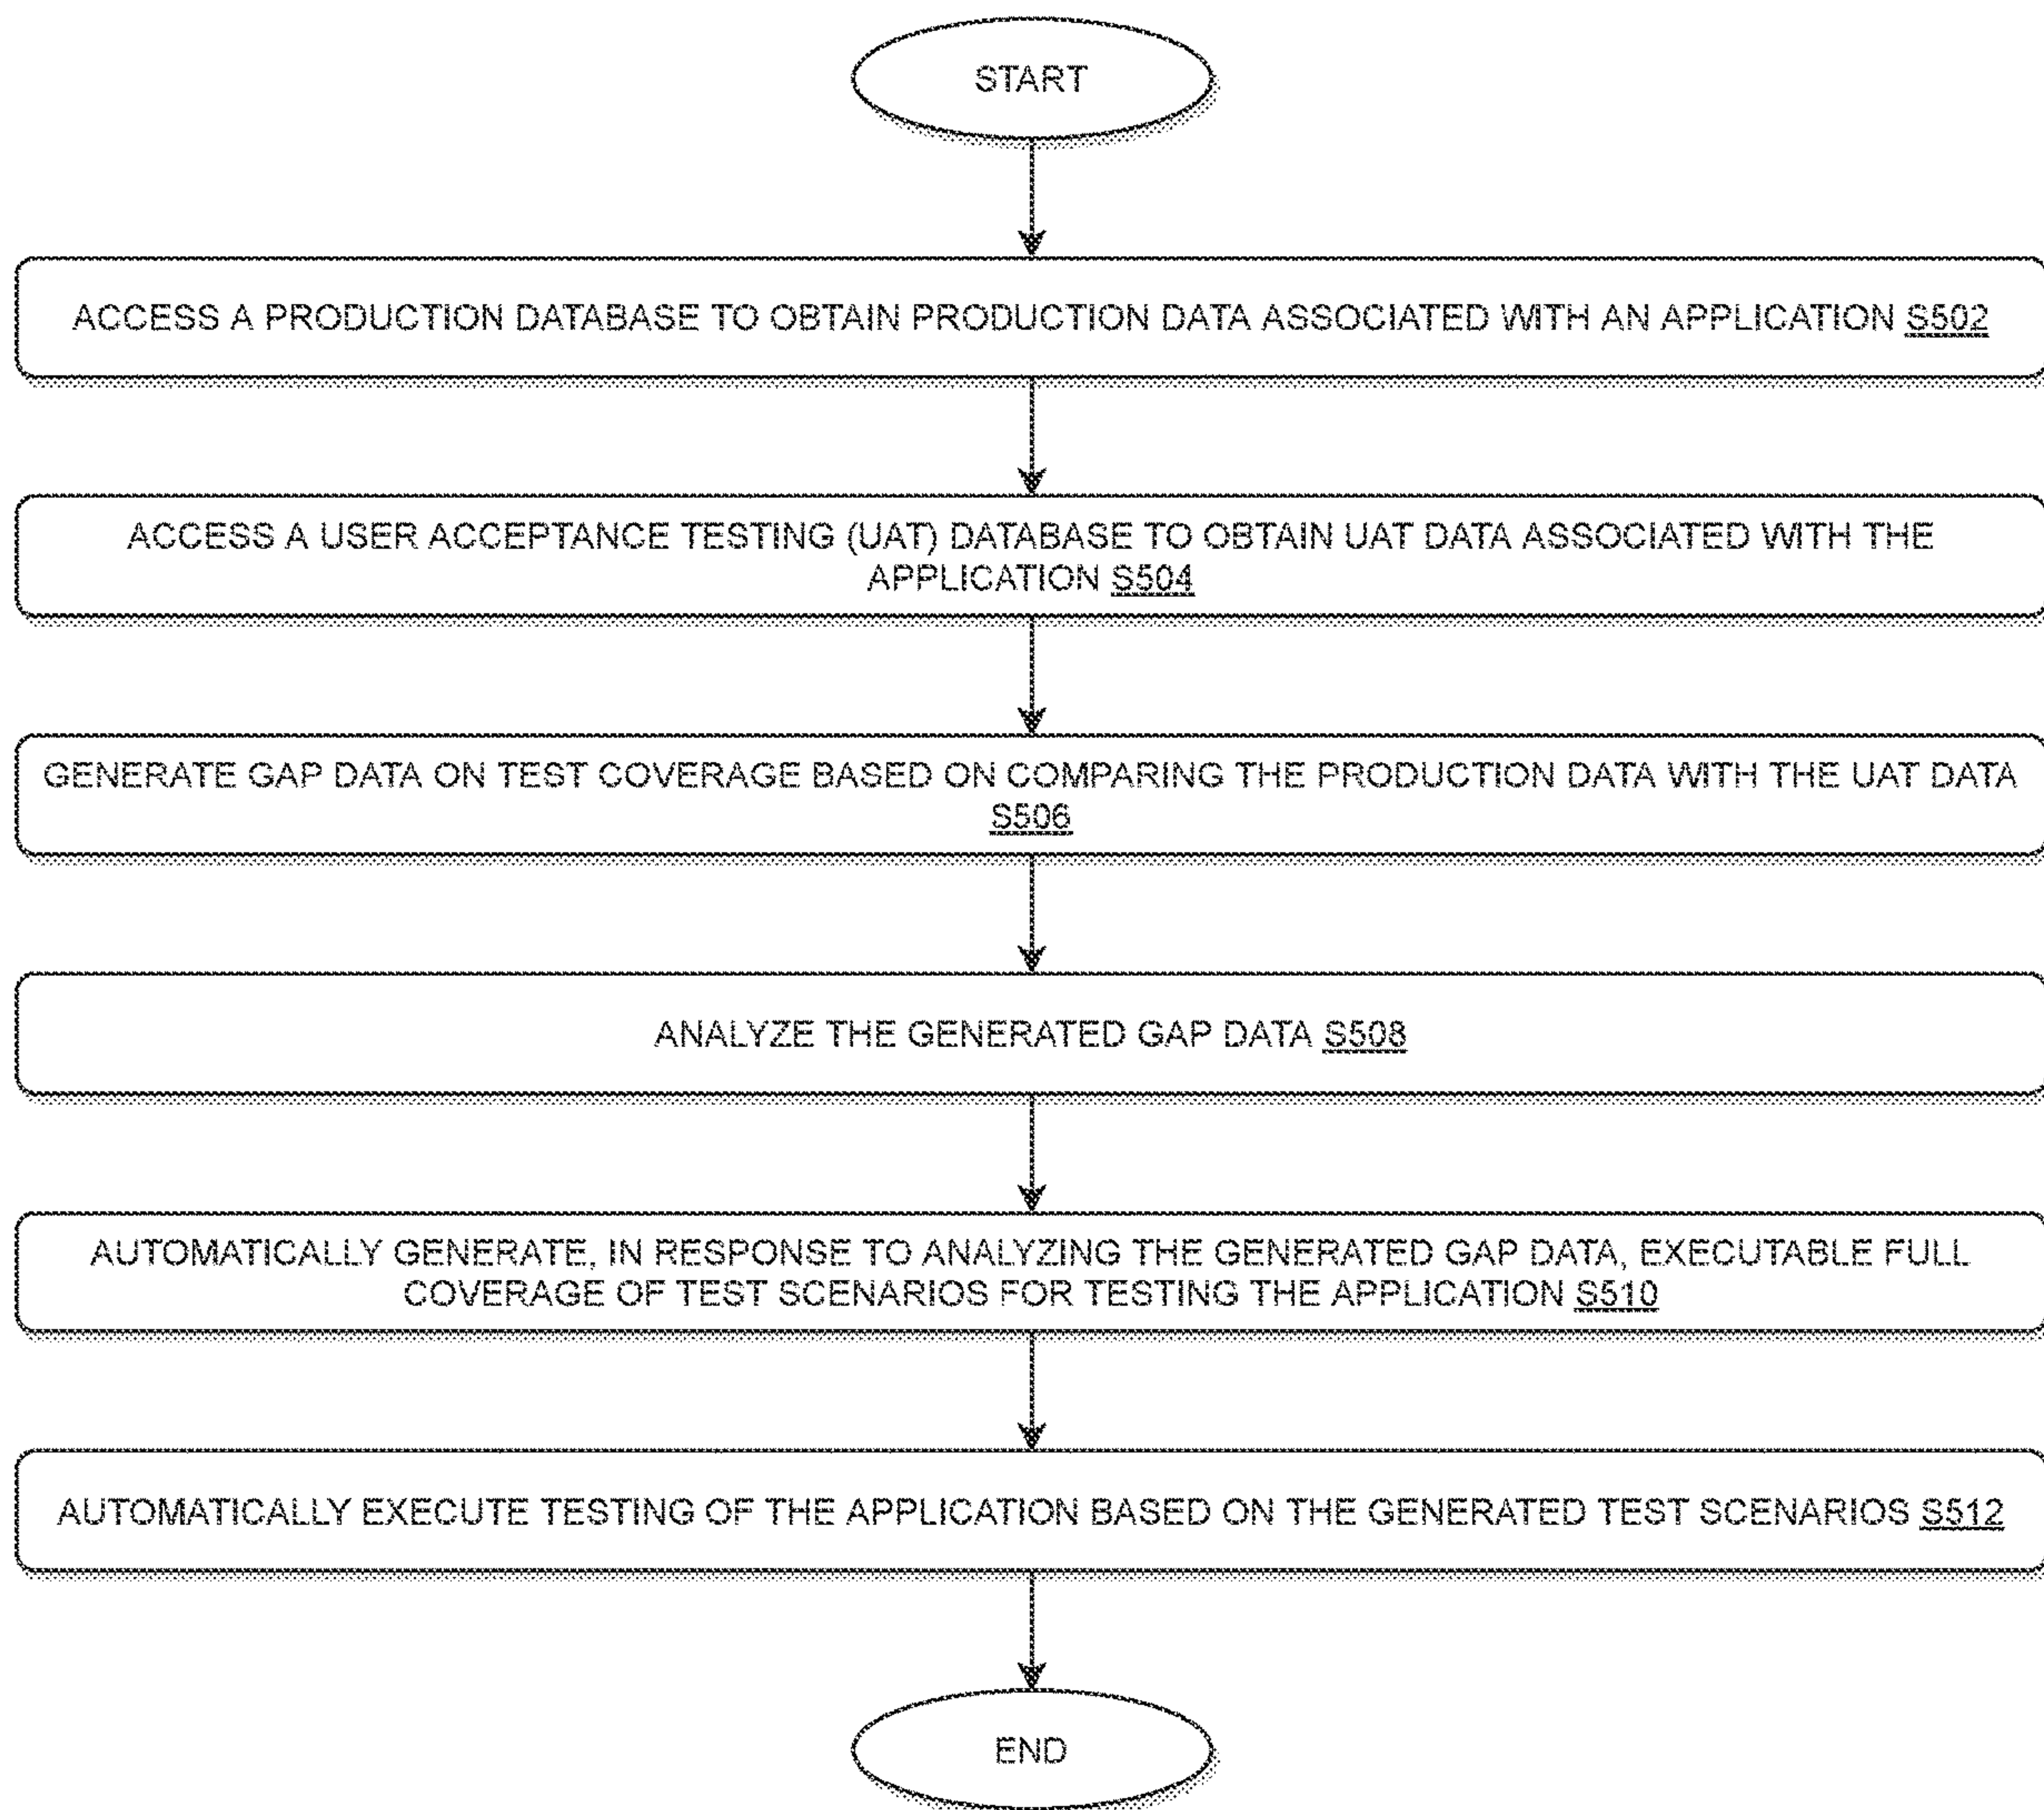 START
ACCESS A PRODUCTION DATABASE TO OBTAIN PRODUCTION DATA ASSOCIATED WITH AN APPLICATION S502
ACCESS A USER ACCEPTANCE TESTING (UAT) DATABASE TO OBTAIN UAT DATA ASSOCIATED WITH THE
APPLICATION S504
GENERATE GAP DATA ON TEST COVERAGE BASED ON COMPARING THE PRODUCTION DATA WITH THE UAT DATA
S506
ANALYZE THE GENERATED GAP DATA S508
AUTOMATICALLY GENERATE, IN RESPONSE TO ANALYZING THE GENERATED GAP DATA, EXECUTABLE FULL
COVERAGE OF TEST SCENARIOS FOR TESTING THE APPLICATION S510
AUTOMATICALLY EXECUTE TESTING OF THE APPLICATION BASED ON THE GENERATED TEST SCENARIOS S512
END